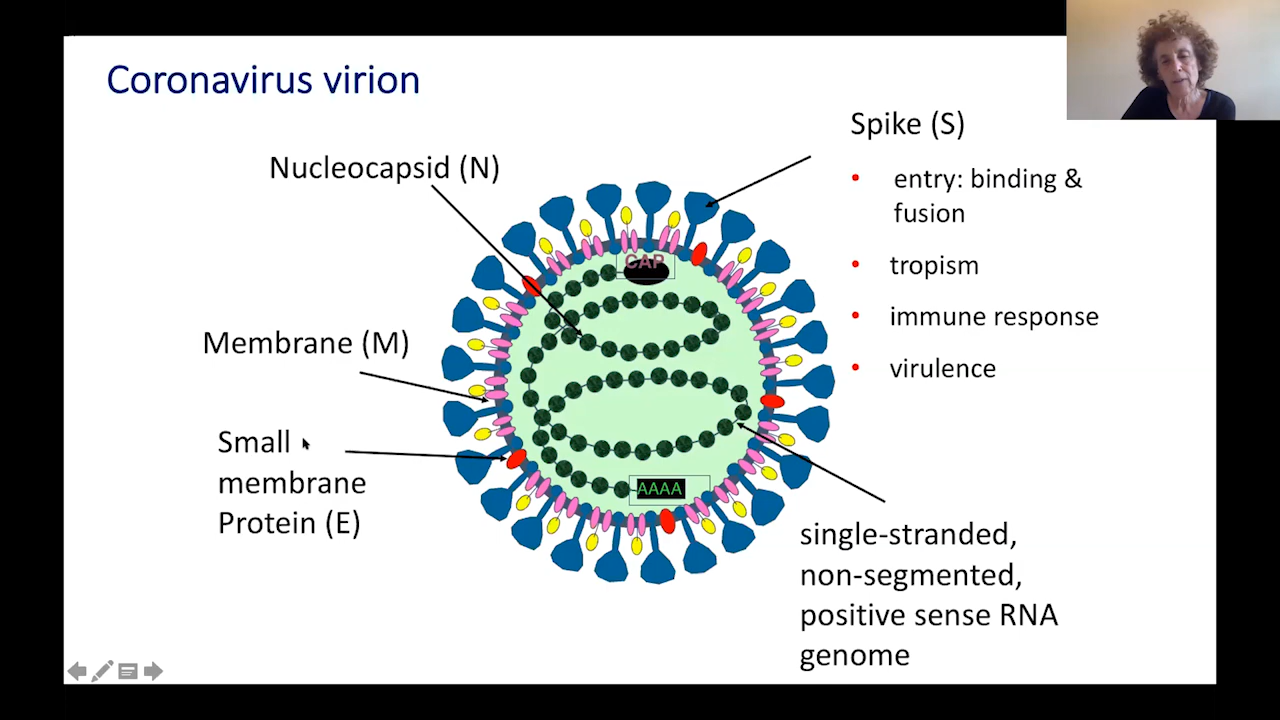 Coronavirus virion
Spike (S)
• entry: binding &
fusion
• tropism
• immune response
• virulence
Nucleocapsid (N)
CAP
Membrane (M)
Small
membrane
Protein (E)
AAAA
single-stranded,
non-segmented,
positive sense RNA
genome